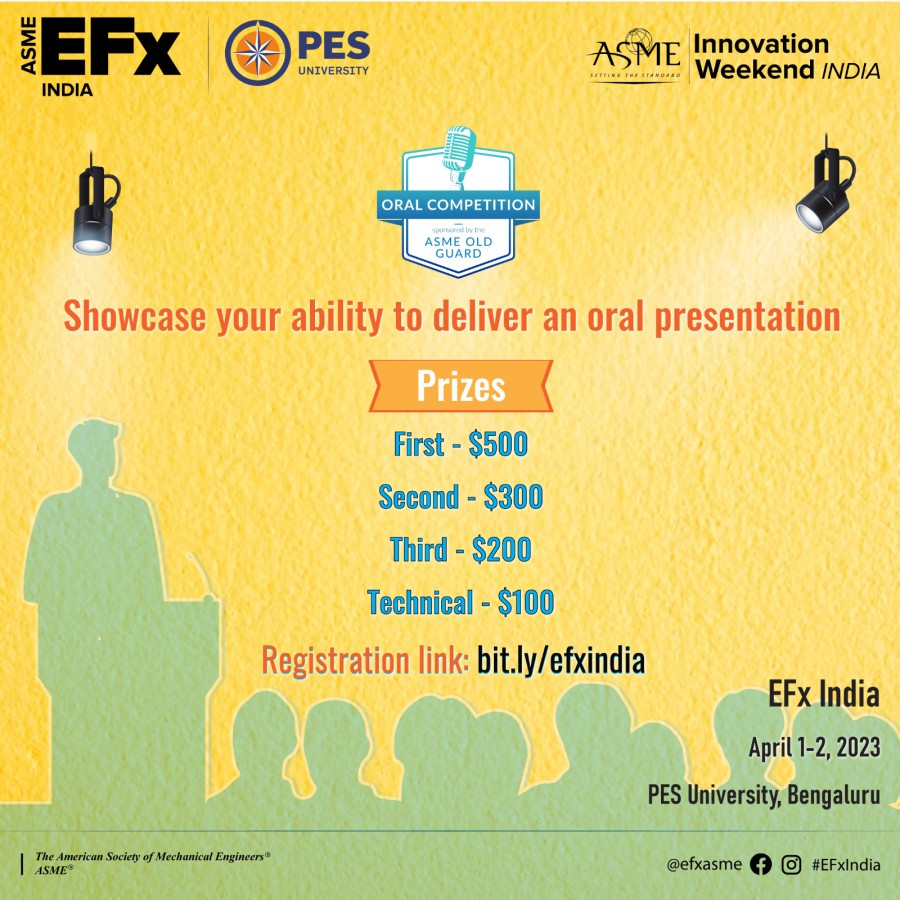 ASME
EFx
INDIA
PES
UNIVERSITY
ASME
SETTING THE STANDARD
Innovation
Weekend INDIA
ORAL COMPETITION
sponsored by the
ASME OLD
GUARD
Showcase your ability to deliver an oral presentation
Prizes
First - $500
Second - $300
Third - $200
Technical - $100
Registration link: bit.ly/efxindia
EFx India
April 1-2, 2023
PES University, Bengaluru
The American Society of Mechanical Engineers®
ASME®
@efxasme #EFxIndia